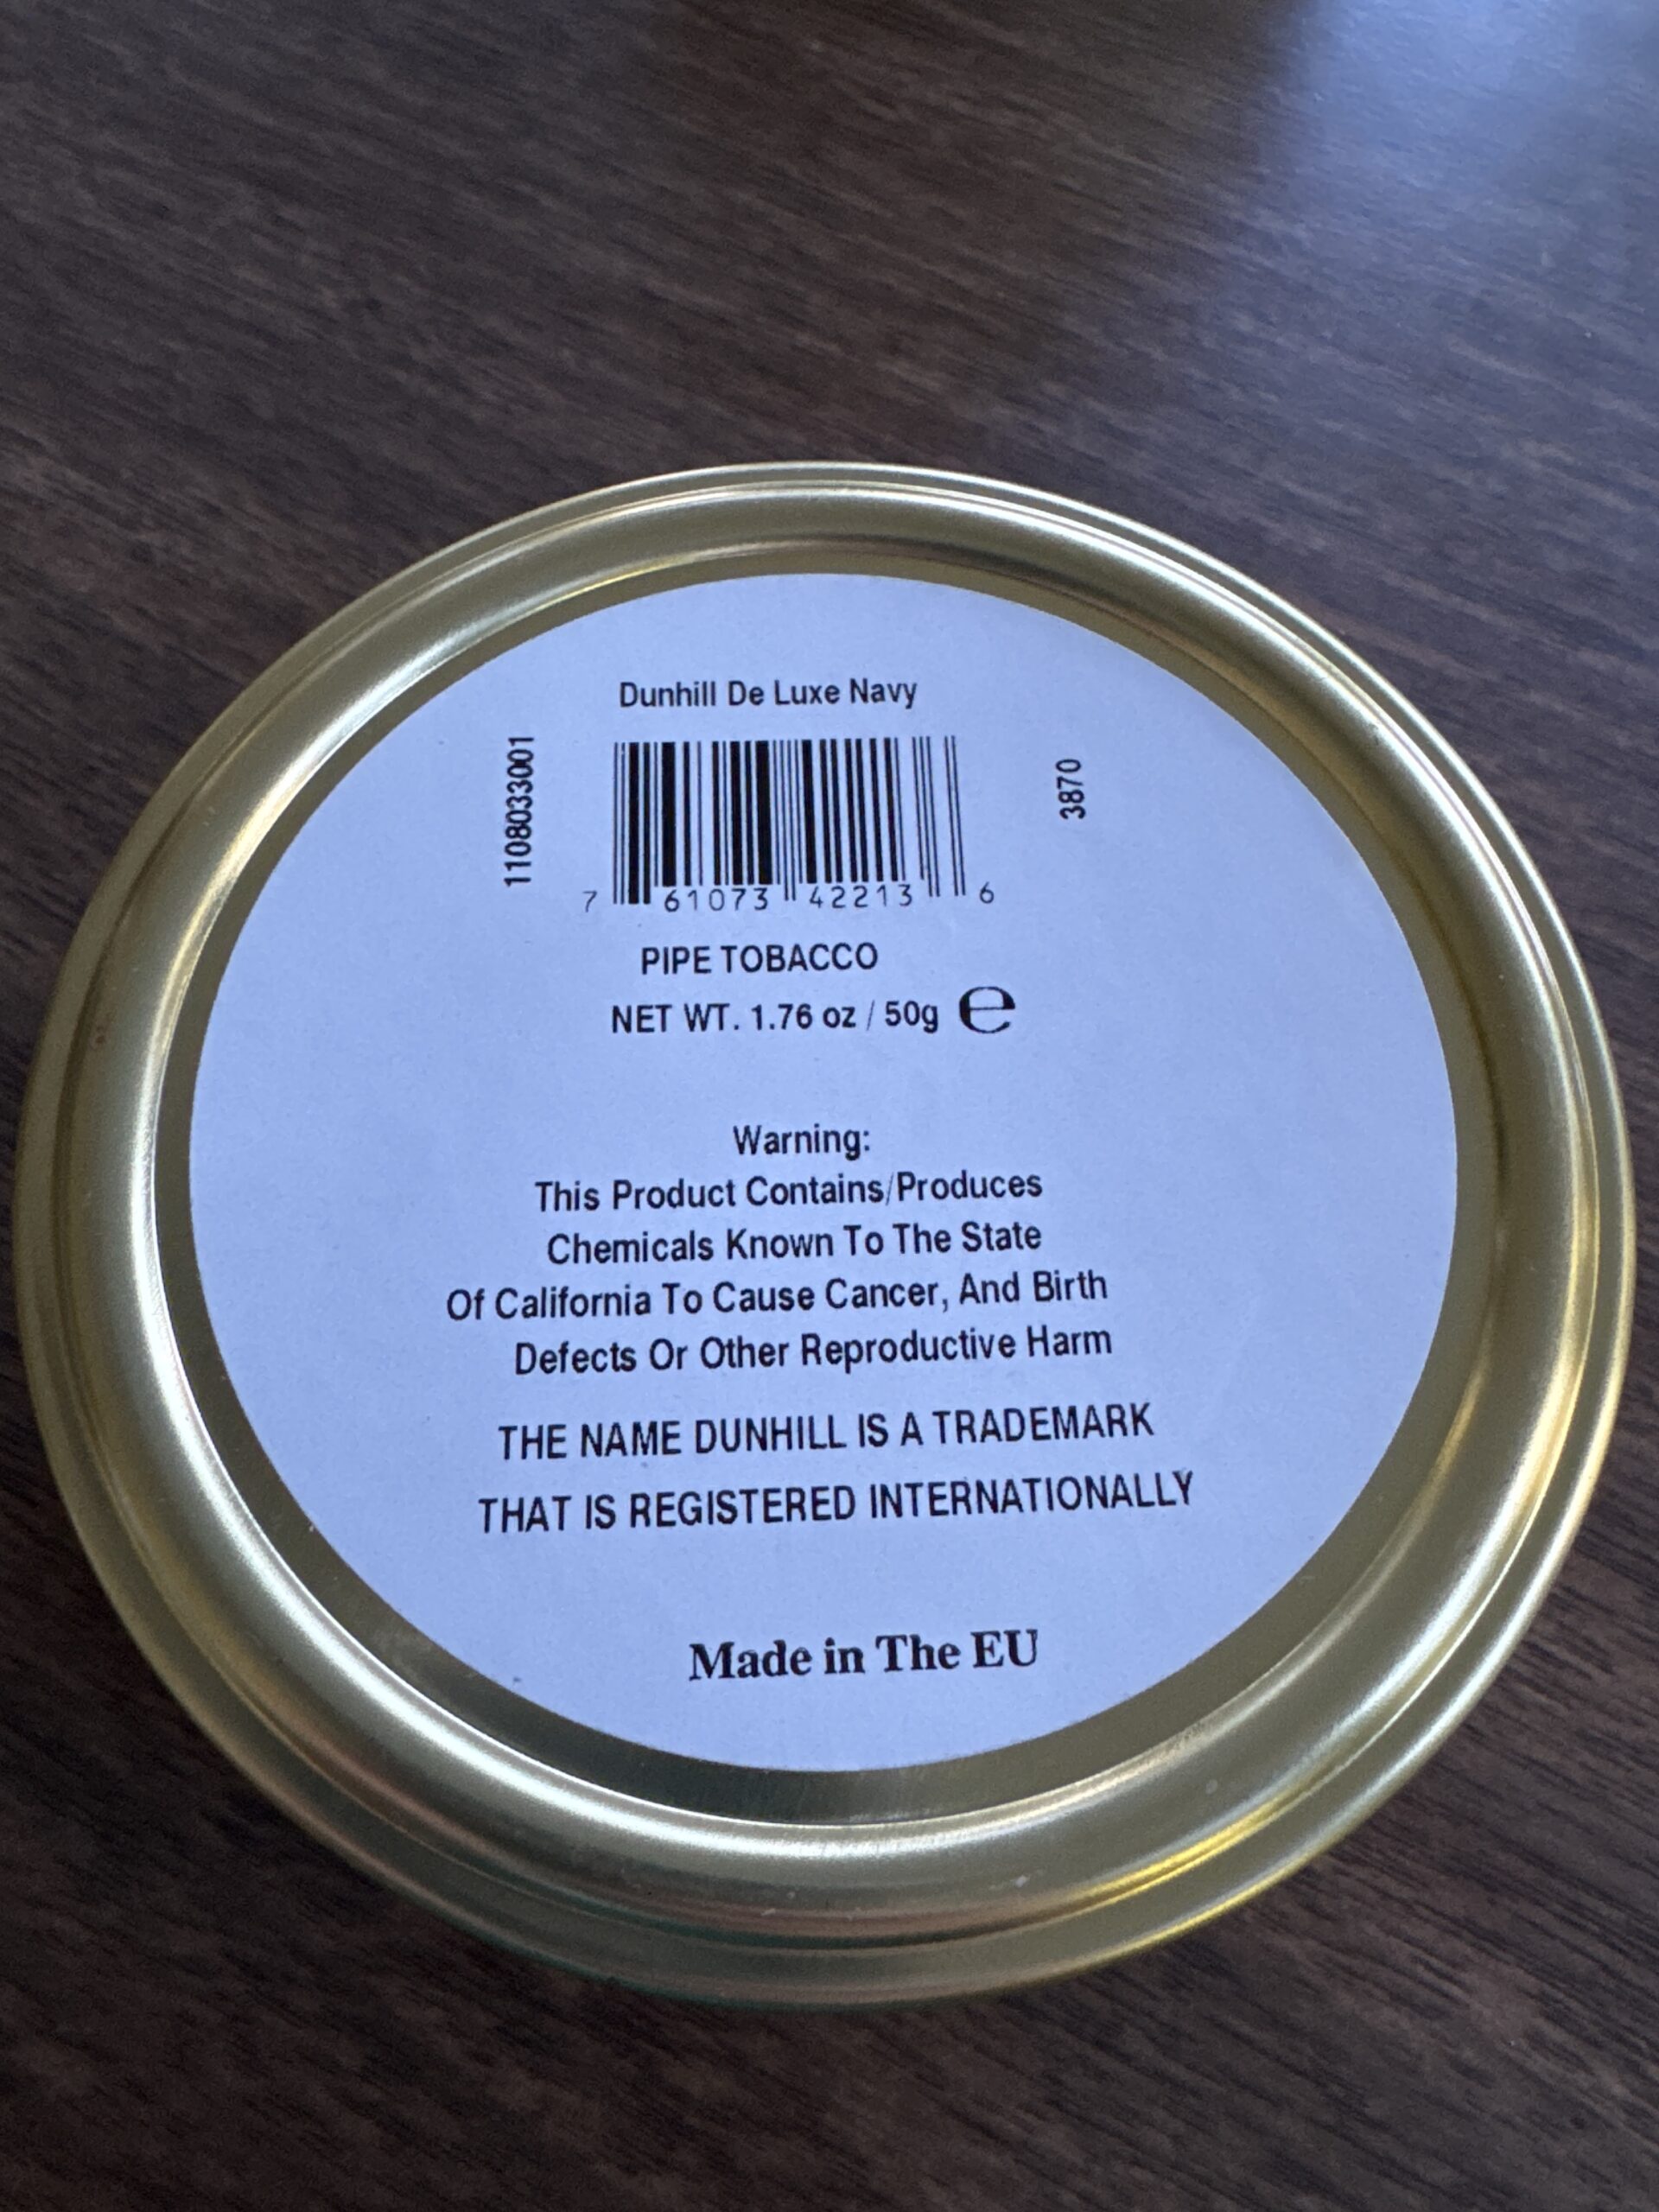 Dunhill De Luxe Navy
1108033001
3870
7 61073 42213 6
PIPE TOBACCO
NET WT. 1.76 oz / 50g ℮
Warning:
This Product Contains/Produces
Chemicals Known To The State
Of California To Cause Cancer, And Birth
Defects Or Other Reproductive Harm
THE NAME DUNHILL IS A TRADEMARK
THAT IS REGISTERED INTERNATIONALLY
Made in The EU